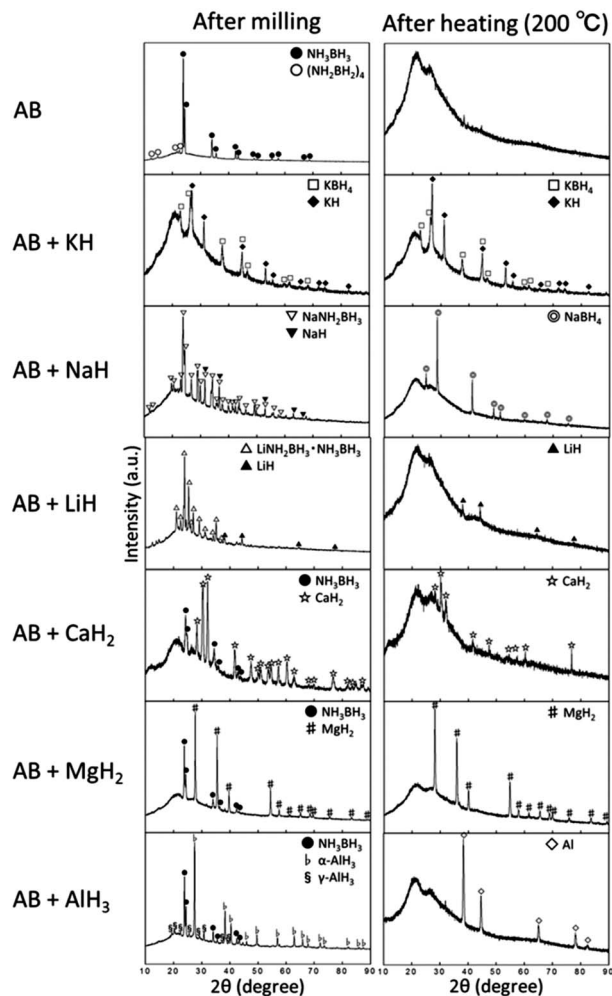 After milling
After heating (200 ℃)
AB
● NH₃BH₃
○ (NH₂BH₂)₄
AB + KH
□ KBH₄
◆ KH
□ KBH₄
◆ KH
AB + NaH
▽ NaNH₂BH₃
▼ NaH
◎ NaBH₄
AB + LiH
△ LiNH₂BH₃・NH₃BH₃
▲ LiH
▲ LiH
Intensity (a.u.)
AB + CaH₂
● NH₃BH₃
☆ CaH₂
☆ CaH₂
AB + MgH₂
● NH₃BH₃
# MgH₂
# MgH₂
AB + AlH₃
● NH₃BH₃
♭ α-AlH₃
§ γ-AlH₃
◇ Al
10 20 30 40 50 60 70 80 90
10 20 30 40 50 60 70 80 90
2θ (degree)
2θ (degree)